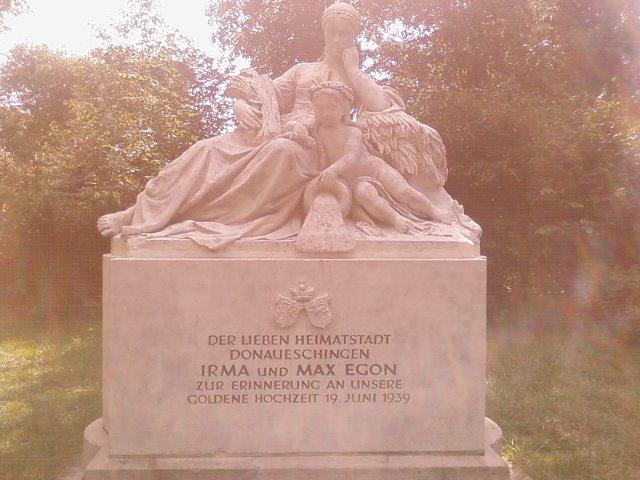 DER LIEBEN HEIMATSTADT
DONAUESCHINGEN
IRMA UND MAX EGON
ZUR ERINNERUNG AN UNSERE
GOLDENE HOCHZEIT 19. JUNI 1939